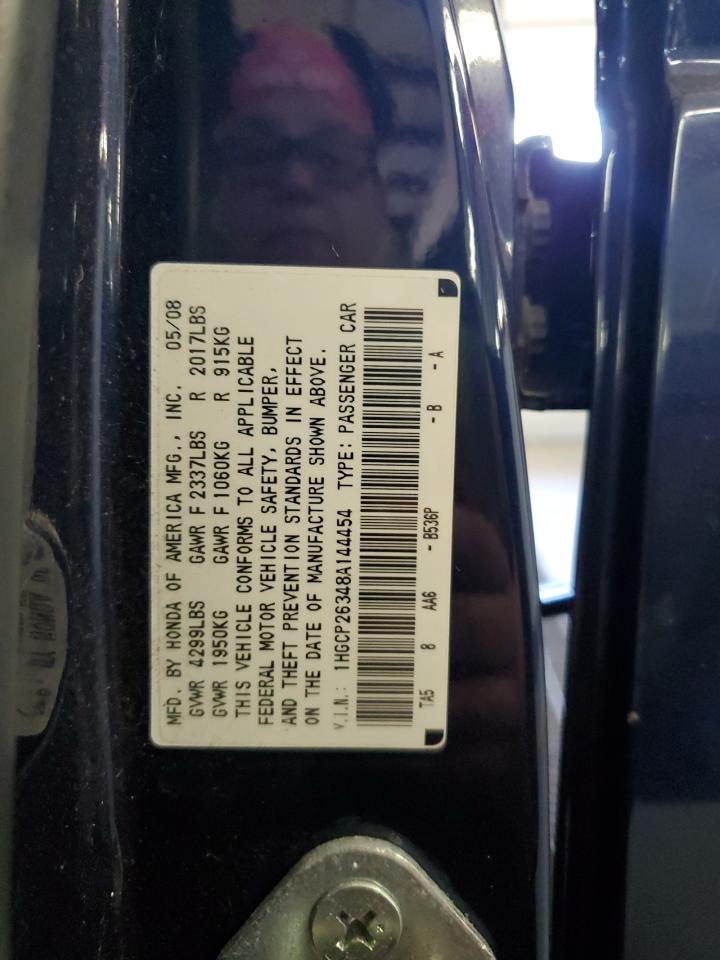 MFD. BY HONDA OF AMERICA MFG., INC. 05/08
GVWR 4299LBS GAWR F 2337LBS R 2017LBS
GVWR 1950KG GAWR F 1060KG R 915KG
THIS VEHICLE CONFORMS TO ALL APPLICABLE
FEDERAL MOTOR VEHICLE SAFETY, BUMPER,
AND THEFT PREVENTION STANDARDS IN EFFECT
ON THE DATE OF MANUFACTURE SHOWN ABOVE.
V.I.N.: 1HGCP26348A144454 TYPE: PASSENGER CAR
TA5 8 AA6 - B536P - B - A